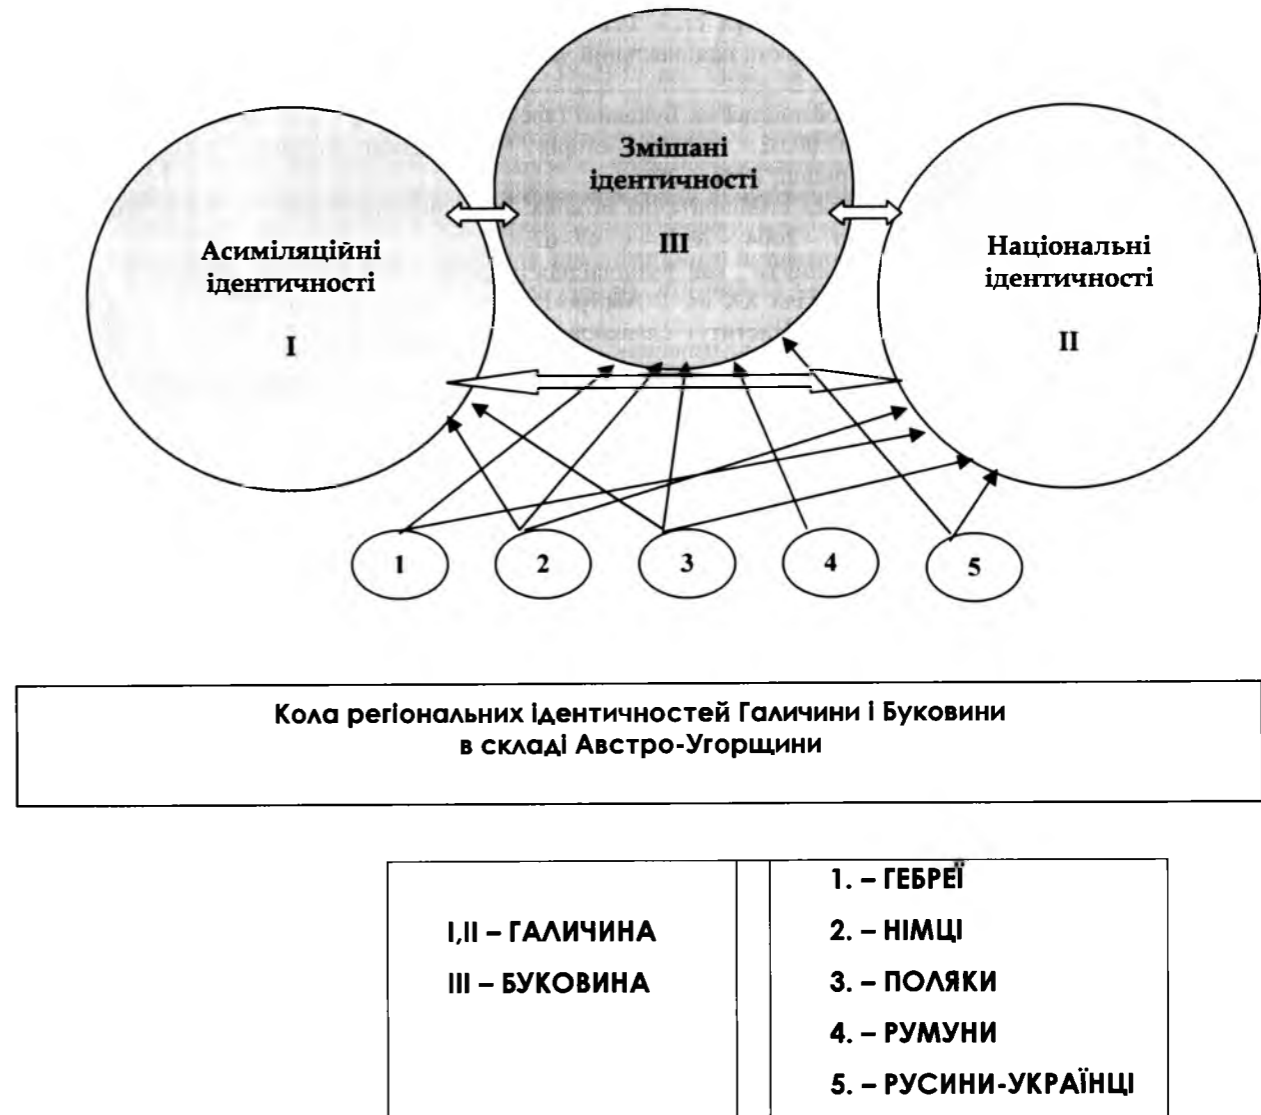 Змішані
ідентичності
III
Асиміляційні
ідентичності
I
Національні
ідентичності
II
1
2
3
4
5
Кола регіональних ідентичностей Галичини і Буковини
в складі Австро-Угорщини
I,II – ГАЛИЧИНА
III – БУКОВИНА
1. – ГЕБРЕЇ
2. – НІМЦІ
3. – ПОЛЯКИ
4. – РУМУНИ
5. – РУСИНИ-УКРАЇНЦІ